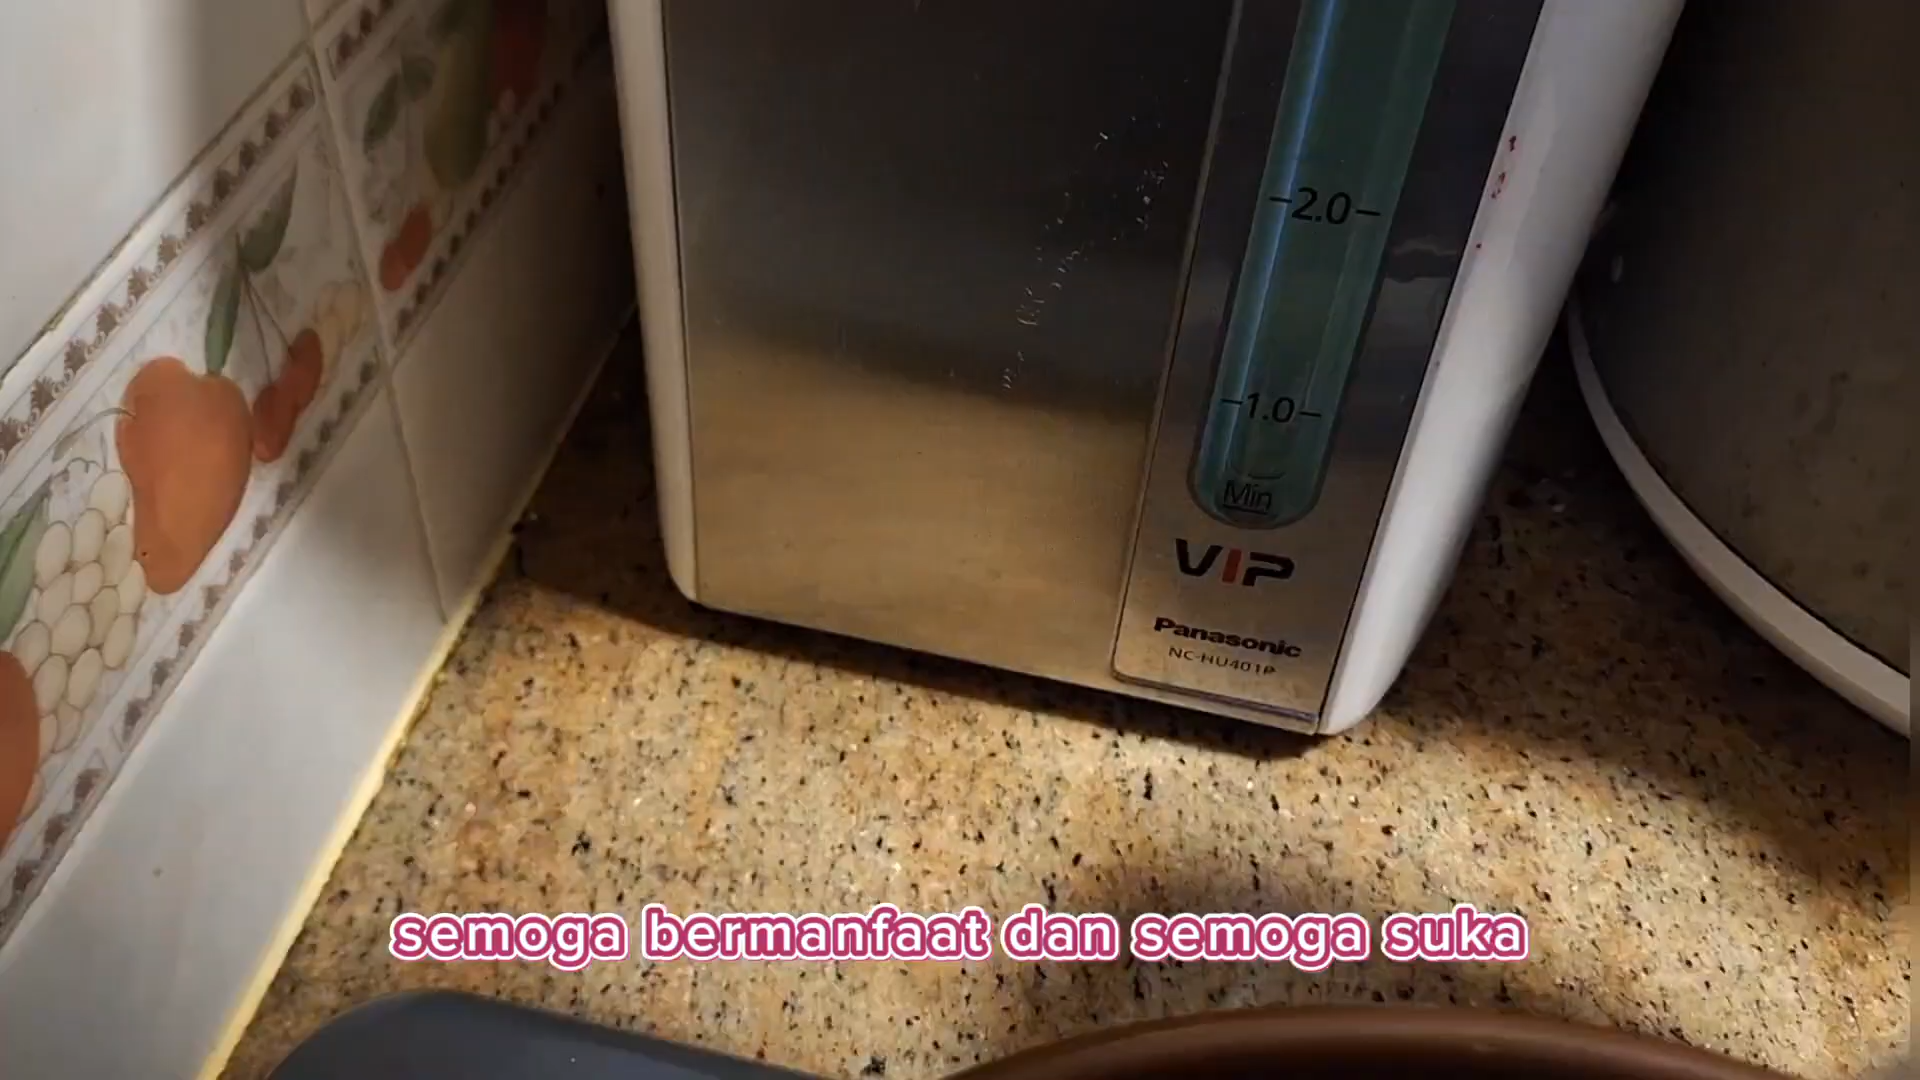 -2.0-
-1.0-
Min
VIP
Panasonic
NC-HU401P
semoga bermanfaat dan semoga suka